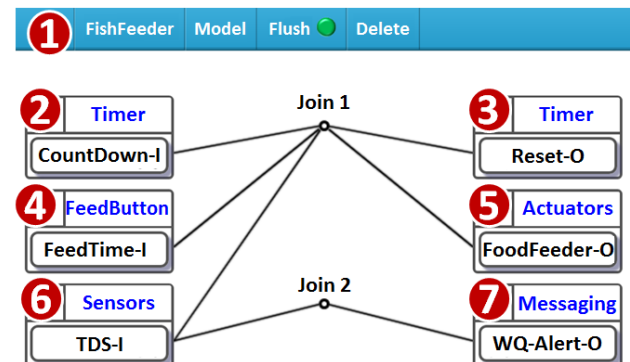 1 FishFeeder Model Flush Delete
Join 1
2 Timer
CountDown-I
3 Timer
Reset-O
4 FeedButton
FeedTime-I
5 Actuators
FoodFeeder-O
Join 2
6 Sensors
TDS-I
7 Messaging
WQ-Alert-O